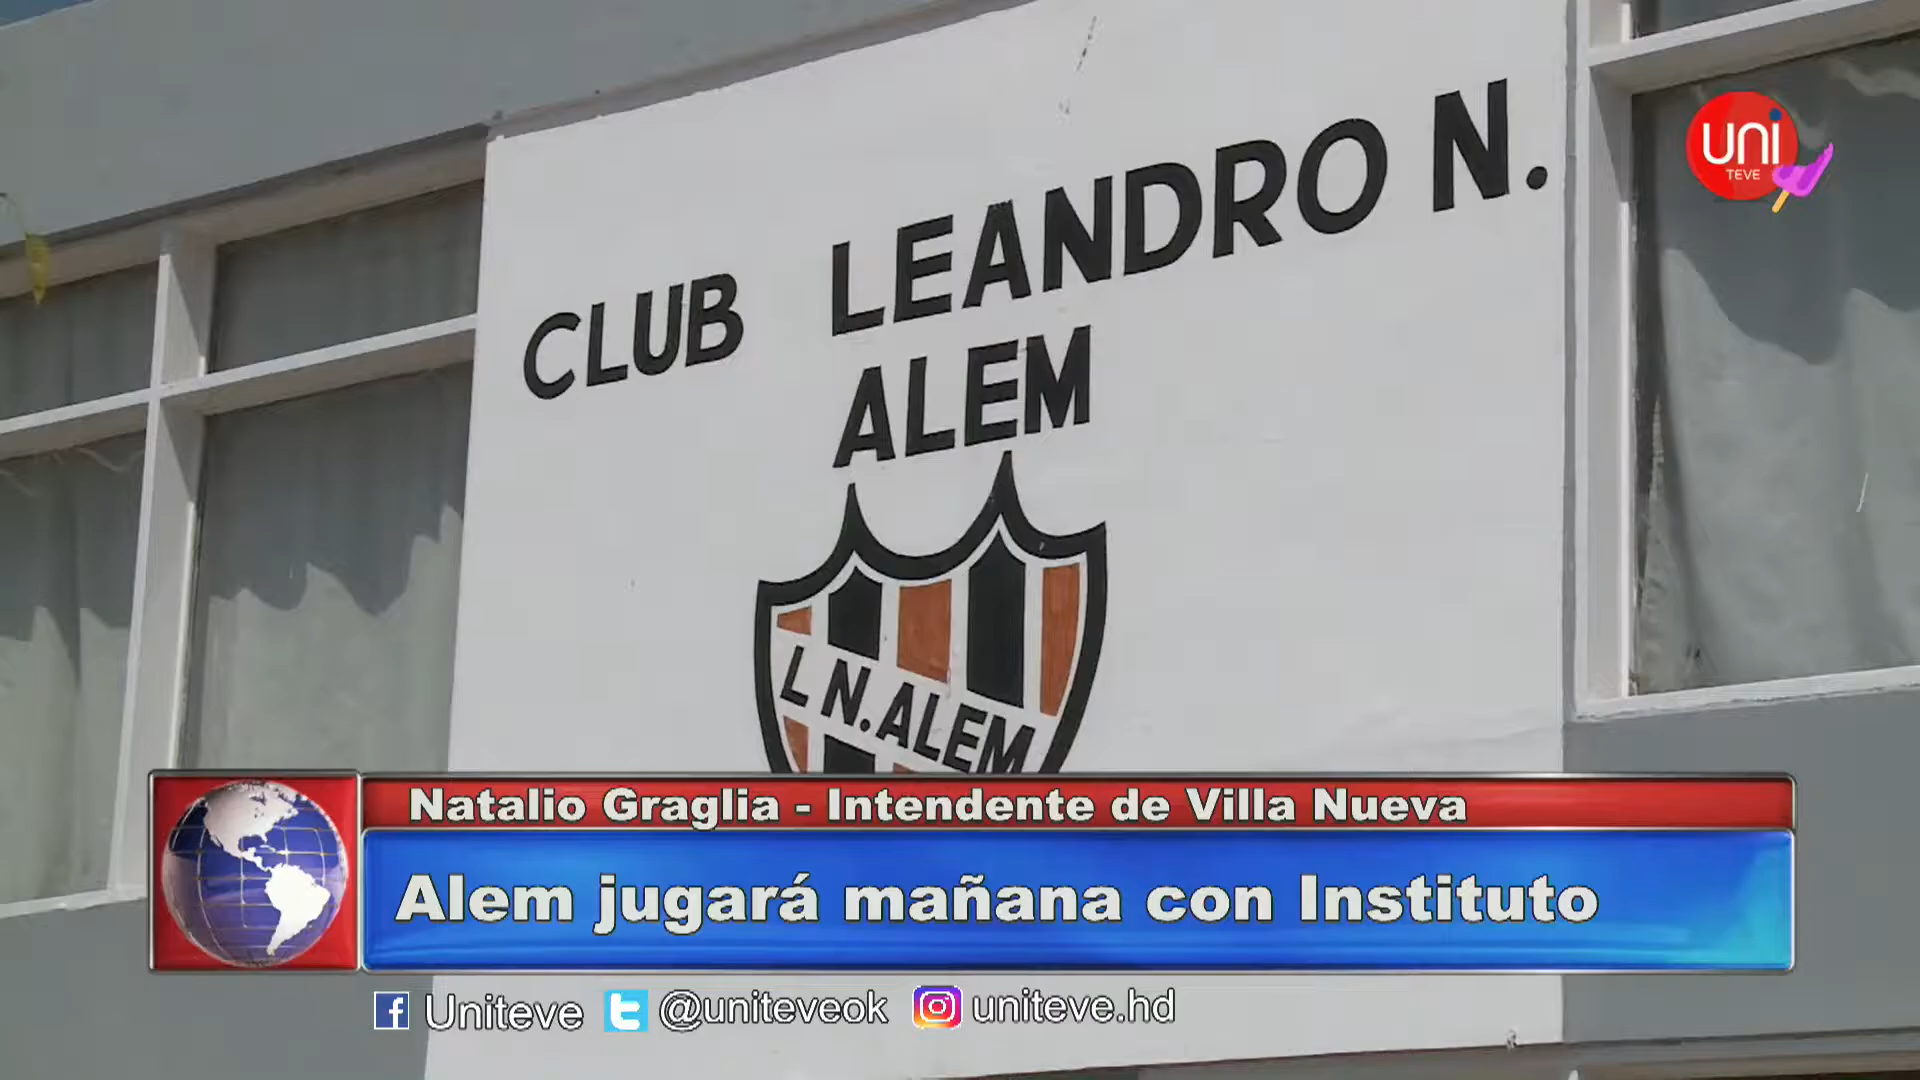 CLUB LEANDRO N.
ALEM
L N. ALEM
UNI
TEVE
Natalio Graglia - Intendente de Villa Nueva
Alem jugará mañana con Instituto
f Uniteve @uniteveok uniteve.hd